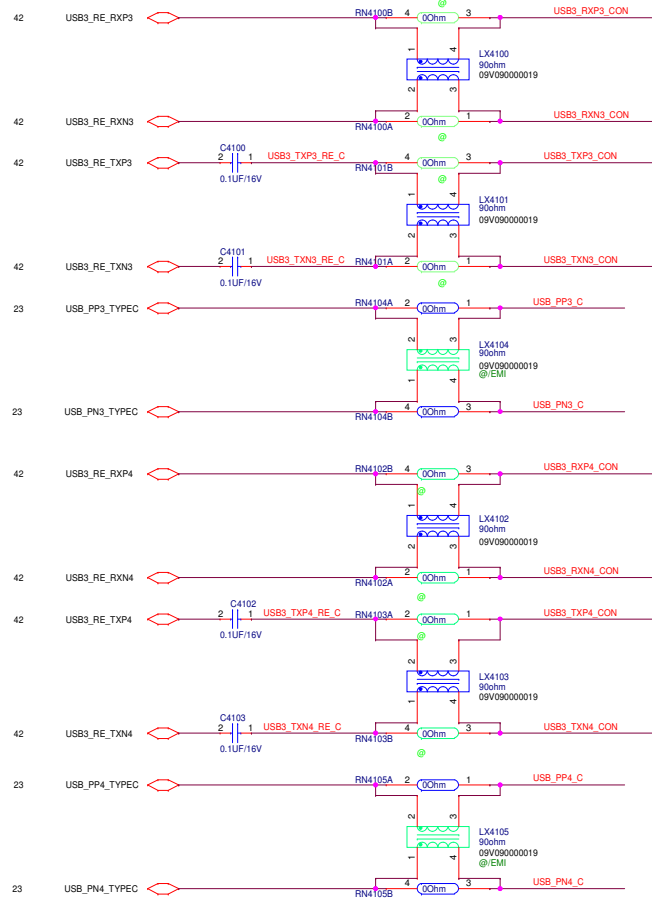 @
42 USB3_RE_RXP3 RN4100B 4 0Ohm 3 USB3_RXP3_CON
1 4 LX4100
90ohm
09V090000019
2 3
42 USB3_RE_RXN3 RN4100A 2 0Ohm 1 USB3_RXN3_CON
@
42 USB3_RE_TXP3 C4100 2 1 0.1UF/16V USB3_TXP3_RE_C RN4101B 4 0Ohm 3 USB3_TXP3_CON
@
1 4 LX4101
90ohm
09V090000019
2 3
42 USB3_RE_TXN3 C4101 2 1 0.1UF/16V USB3_TXN3_RE_C RN4101A 2 0Ohm 1 USB3_TXN3_CON
@
23 USB_PP3_TYPEC RN4104A 2 0Ohm 1 USB_PP3_C
2 3 LX4104
90ohm
09V090000019
@/EMI
1 4
23 USB_PN3_TYPEC RN4104B 4 0Ohm 3 USB_PN3_C
42 USB3_RE_RXP4 RN4102B 4 0Ohm 3 USB3_RXP4_CON
@
1 4 LX4102
90ohm
09V090000019
2 3
42 USB3_RE_RXN4 RN4102A 2 0Ohm 1 USB3_RXN4_CON
@
42 USB3_RE_TXP4 C4102 2 1 0.1UF/16V USB3_TXP4_RE_C RN4103A 2 0Ohm 1 USB3_TXP4_CON
@
2 3 LX4103
90ohm
09V090000019
1 4
42 USB3_RE_TXN4 C4103 2 1 0.1UF/16V USB3_TXN4_RE_C RN4103B 4 0Ohm 3 USB3_TXN4_CON
@
23 USB_PP4_TYPEC RN4105A 2 0Ohm 1 USB_PP4_C
2 3 LX4105
90ohm
09V090000019
@/EMI
1 4
23 USB_PN4_TYPEC RN4105B 4 0Ohm 3 USB_PN4_C